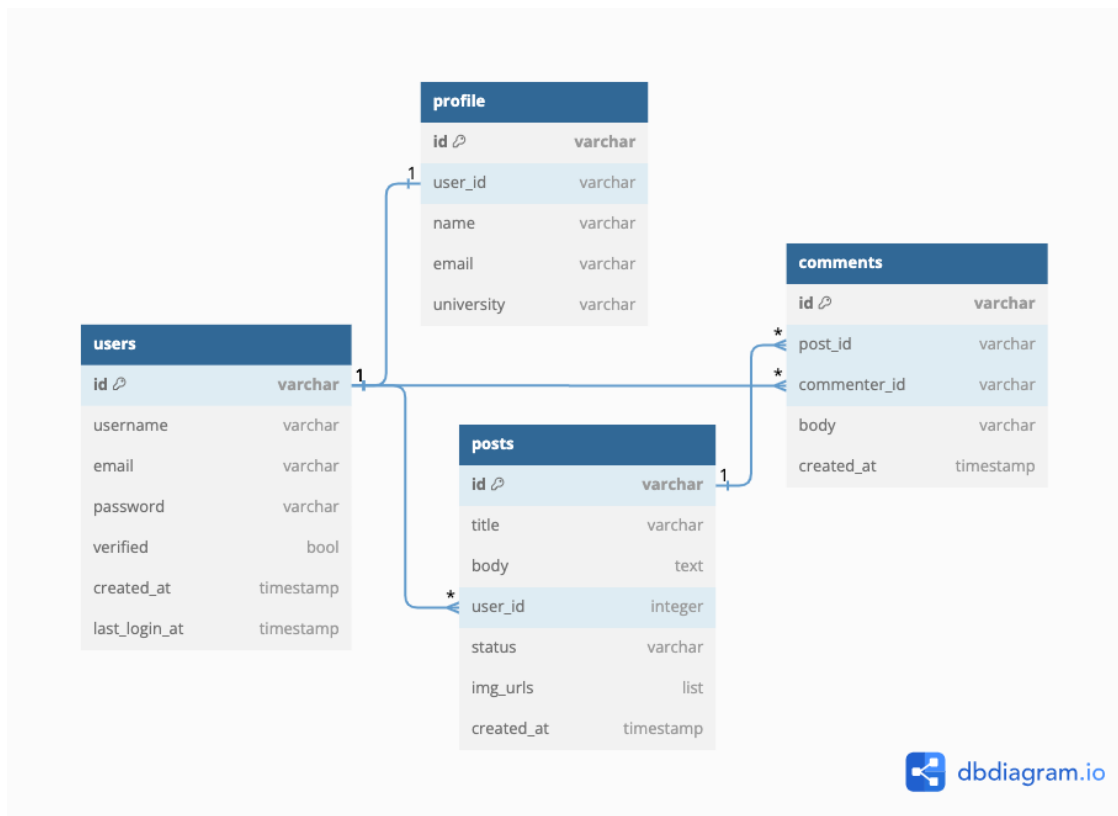 profile
id varchar
user_id varchar
name varchar
email varchar
university varchar
1
comments
id varchar
post_id varchar
commenter_id varchar
body varchar
created_at timestamp
*
*
users
id varchar
username varchar
email varchar
password varchar
verified bool
created_at timestamp
last_login_at timestamp
1
posts
id varchar
title varchar
body text
user_id integer
status varchar
img_urls list
created_at timestamp
1
*
dbdiagram.io